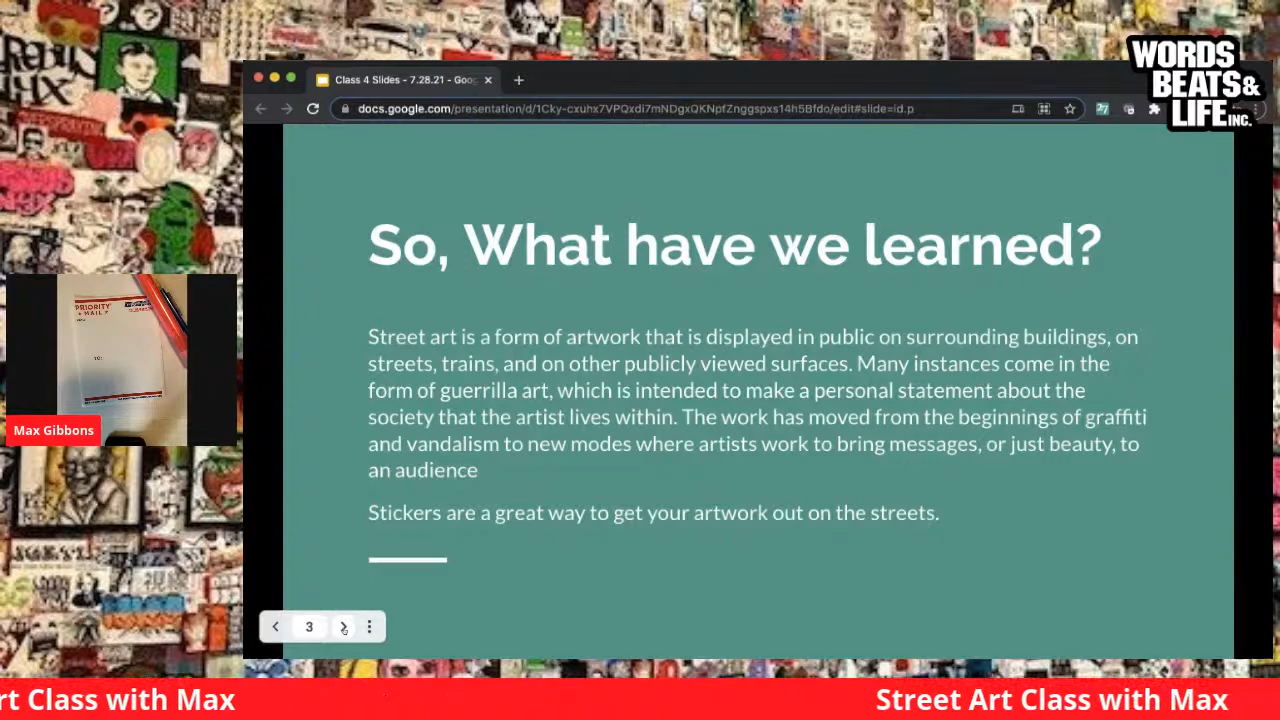 WORDS
BEATS&
LIFE INC.
Class 4 Slides - 7.28.21 - Goog
docs.google.com/presentation/d/1Cky-cxuhx7VPQxdi7mNDgxQKNpfZnggspxs14h5Bfdo/edit#slide=id.p
So, What have we learned?
Street art is a form of artwork that is displayed in public on surrounding buildings, on
streets, trains, and on other publicly viewed surfaces. Many instances come in the
form of guerrilla art, which is intended to make a personal statement about the
society that the artist lives within. The work has moved from the beginnings of graffiti
and vandalism to new modes where artists work to bring messages, or just beauty, to
an audience
Stickers are a great way to get your artwork out on the streets.
3
PRIORITY
MAIL
TO:
Max Gibbons
rt Class with Max
Street Art Class with Max